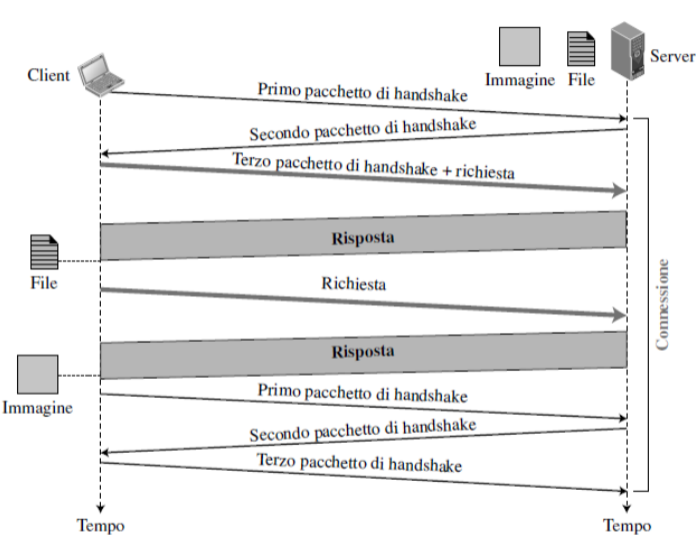 Server
Client
Immagine File
Primo pacchetto di handshake
Secondo pacchetto di handshake
Terzo pacchetto di handshake + richiesta
Risposta
File
Richiesta
Connessione
Risposta
Immagine
Primo pacchetto di handshake
Secondo pacchetto di handshake
Terzo pacchetto di handshake
Tempo Tempo